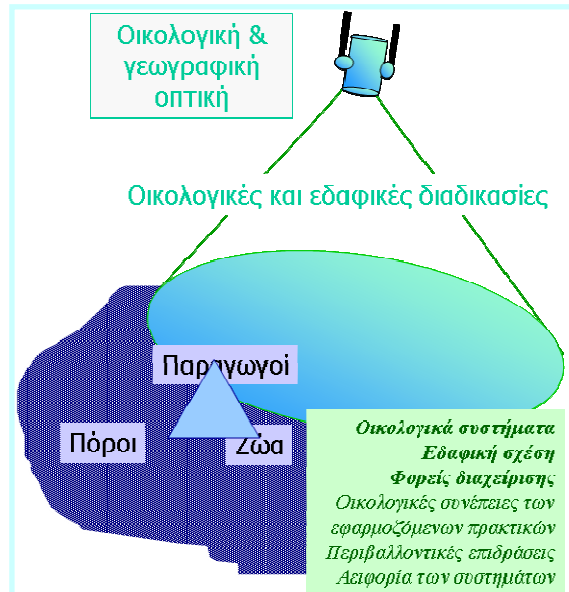 Οικολογική &
γεωγραφική
οπτική
Οικολογικές και εδαφικές διαδικασίες
Παραγωγοί
Πόροι
Ζώα
Οικολογικά συστήματα
Εδαφική σχέση
Φορείς διαχείρισης
Οικολογικές συνέπειες των
εφαρμοζόμενων πρακτικών
Περιβαλλοντικές επιδράσεις
Αειφορία των συστημάτων